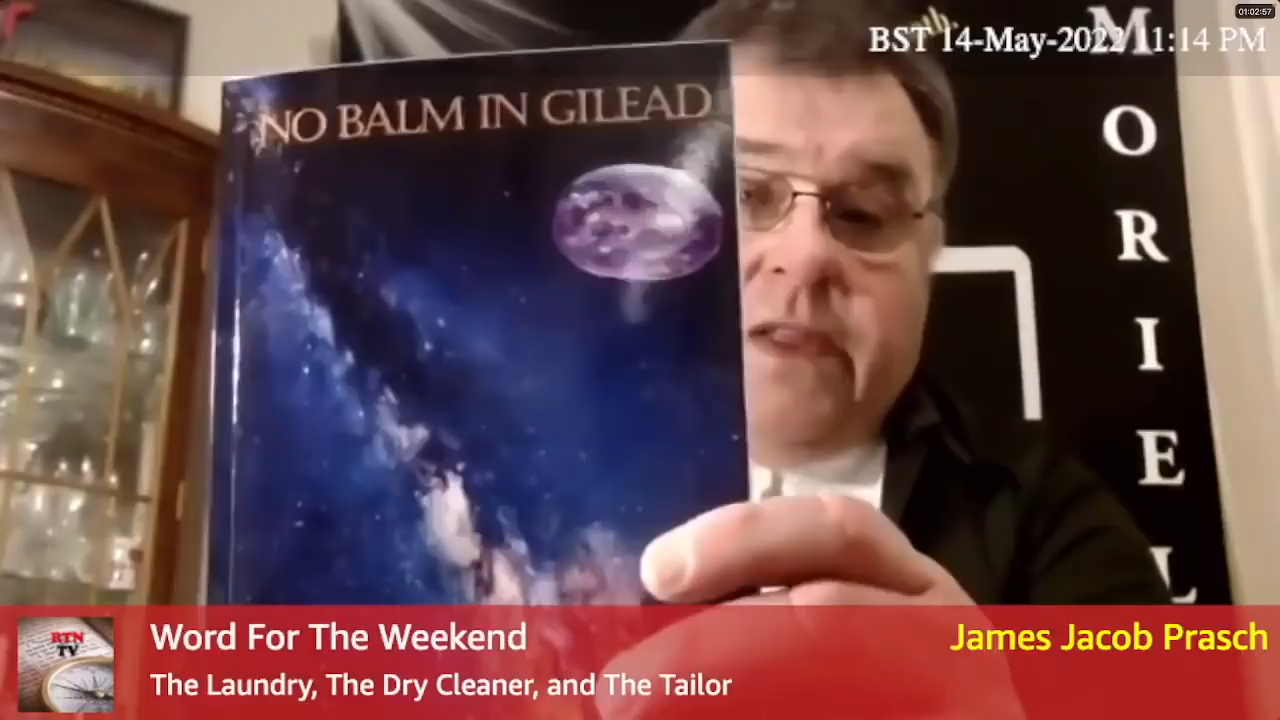 01:02:57
BST 14-May-2022 11:14 PM
NO BALM IN GILEAD
M
O
R
I
E
L
RTN
TV
Word For The Weekend
James Jacob Prasch
The Laundry, The Dry Cleaner, and The Tailor